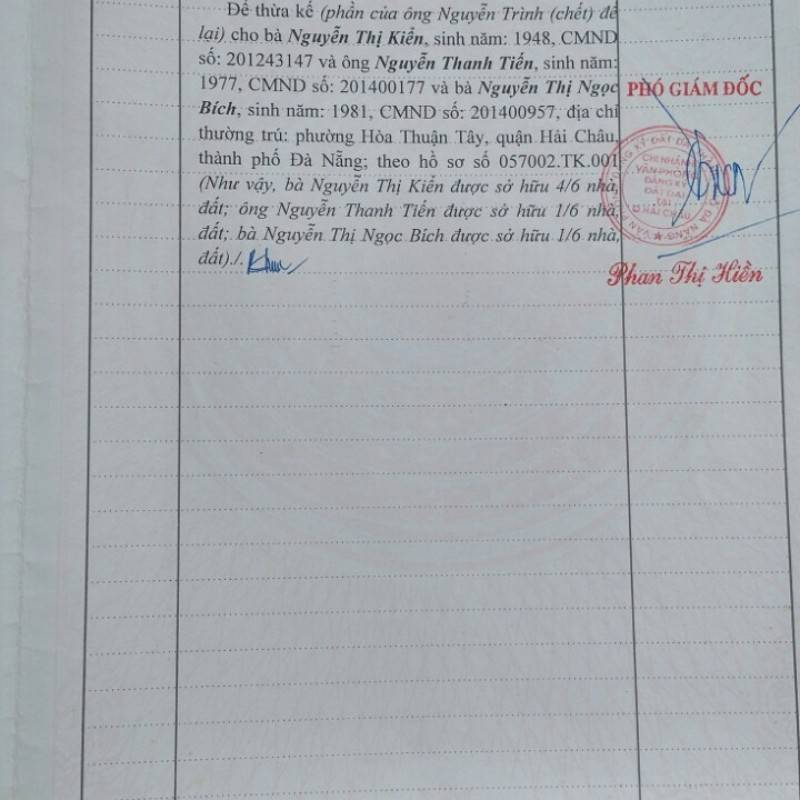 Để thừa kế (phần của ông Nguyễn Trình (chết) để
lại) cho bà Nguyễn Thị Kiển, sinh năm: 1948, CMND
số: 201243147 và ông Nguyễn Thanh Tiến, sinh năm:
1977, CMND số: 201400177 và bà Nguyễn Thị Ngọc
Bích, sinh năm: 1981, CMND số: 201400957, địa chỉ
thường trú: phường Hòa Thuận Tây, quận Hải Châu,
thành phố Đà Nẵng; theo hồ sơ số 057002.TK.001
(Như vậy, bà Nguyễn Thị Kiển được sở hữu 4/6 nhà,
đất; ông Nguyễn Thanh Tiến được sở hữu 1/6 nhà,
đất; bà Nguyễn Thị Ngọc Bích được sở hữu 1/6 nhà,
đất)./.
PHÓ GIÁM ĐỐC
CHI NHÁNH
VĂN PHÒNG
ĐĂNG KÝ
ĐẤT ĐAI
TẠI
Q HẢI CHÂU
Phan Thị Hiền